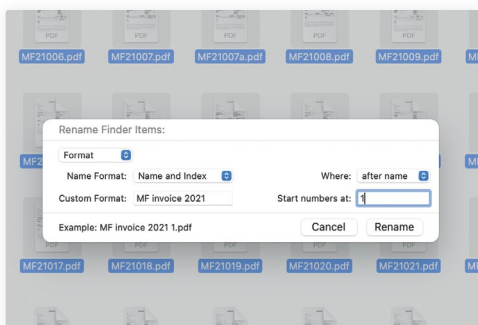 PDF PDF PDF PDF PDF
MF21006.pdf MF21007.pdf MF21007a.pdf MF21008.pdf MF21009.pdf
Rename Finder Items:
Format
Name Format: Name and Index Where: after name
Custom Format: MF invoice 2021 Start numbers at: 1
Example: MF invoice 2021 1.pdf Cancel Rename
PDF PDF PDF PDF PDF
MF21017.pdf MF21018.pdf MF21019.pdf MF21020.pdf MF21021.pdf